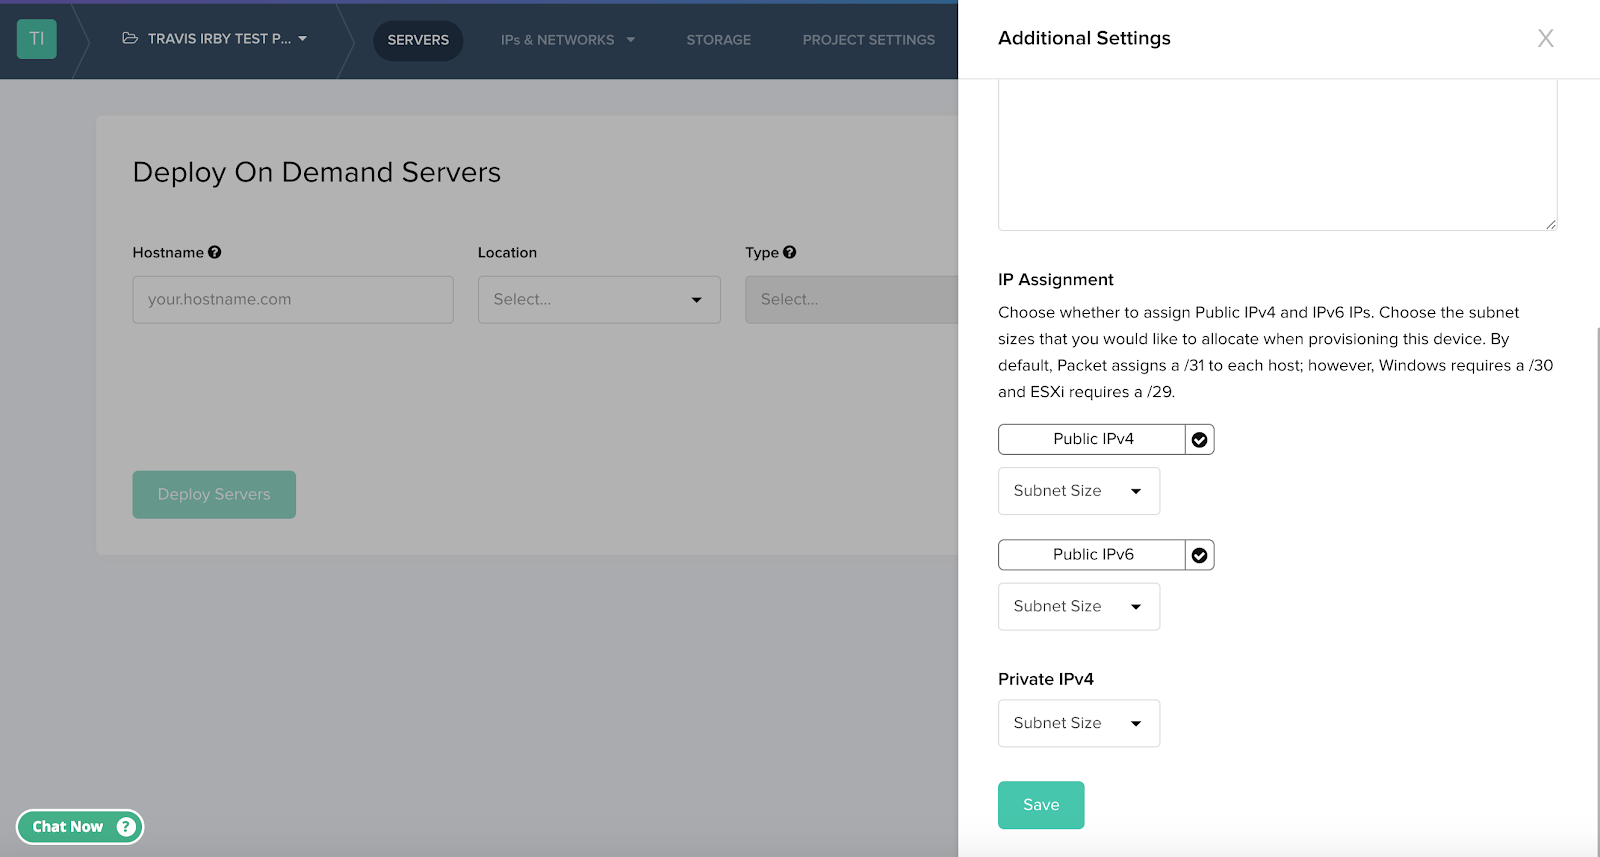 TI
TRAVIS IRBY TEST P...
SERVERS
IPs & NETWORKS
STORAGE
PROJECT SETTINGS
Additional Settings
X
Deploy On Demand Servers
Hostname ?
Location
Type ?
your.hostname.com
Select...
Select...
Deploy Servers
IP Assignment
Choose whether to assign Public IPv4 and IPv6 IPs. Choose the subnet
sizes that you would like to allocate when provisioning this device. By
default, Packet assigns a /31 to each host; however, Windows requires a /30
and ESXi requires a /29.
Public IPv4
Subnet Size
Public IPv6
Subnet Size
Private IPv4
Subnet Size
Save
Chat Now ?